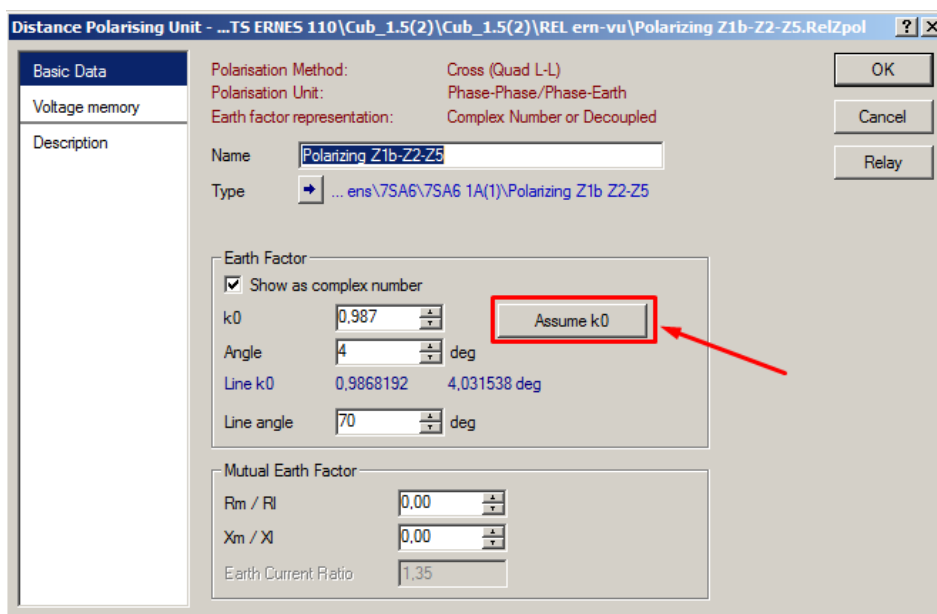 Distance Polarising Unit - ...TS ERNES 110\Cub_1.5(2)\Cub_1.5(2)\REL ern-vu\Polarizing Z1b-Z2-Z5.RelZpol ? X
Basic Data
Voltage memory
Description
Polarisation Method: Cross (Quad L-L)
Polarisation Unit: Phase-Phase/Phase-Earth
Earth factor representation: Complex Number or Decoupled
Name Polarizing Z1b-Z2-Z5
Type ... ens\7SA6\7SA6 1A(1)\Polarizing Z1b Z2-Z5
OK
Cancel
Relay
Earth Factor
Show as complex number
k0 0,987 Assume k0
Angle 4 deg
Line k0 0,9868192 4,031538 deg
Line angle 70 deg
Mutual Earth Factor
Rm / Rl 0,00
Xm / Xl 0,00
Earth Current Ratio 1,35